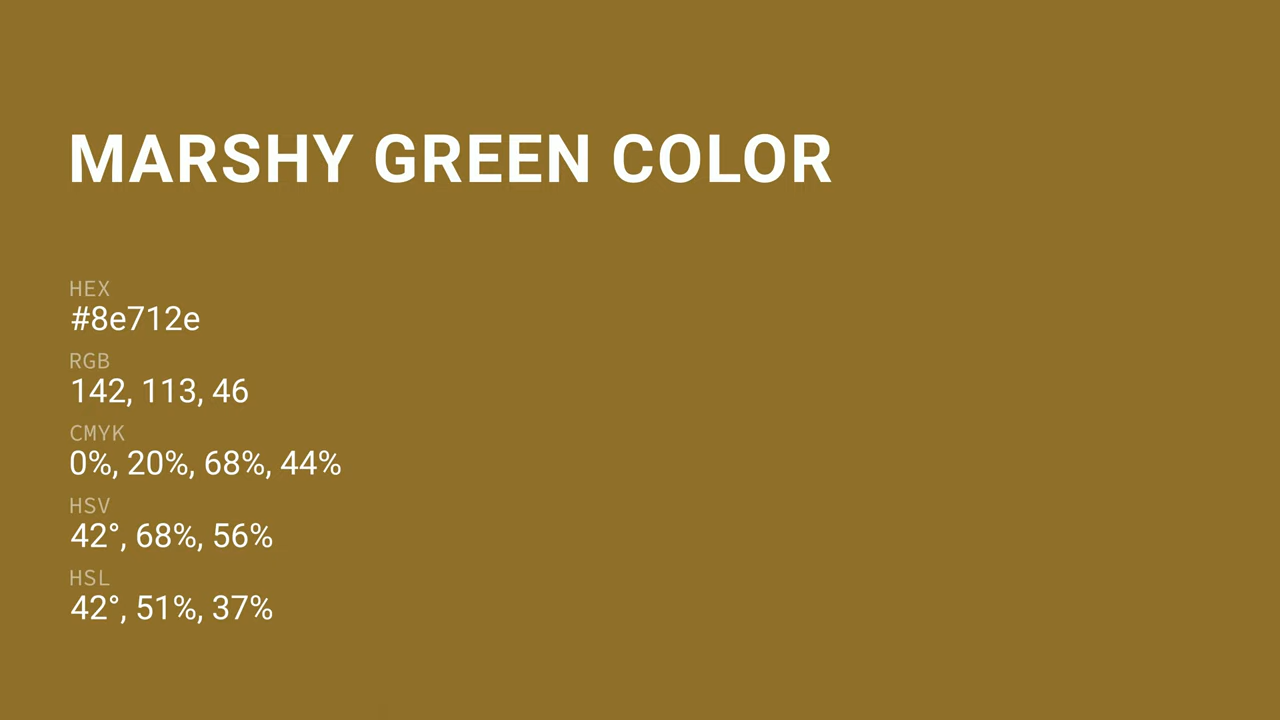 MARSHY GREEN COLOR
HEX
#8e712e
RGB
142, 113, 46
CMYK
0%, 20%, 68%, 44%
HSV
42°, 68%, 56%
HSL
42°, 51%, 37%